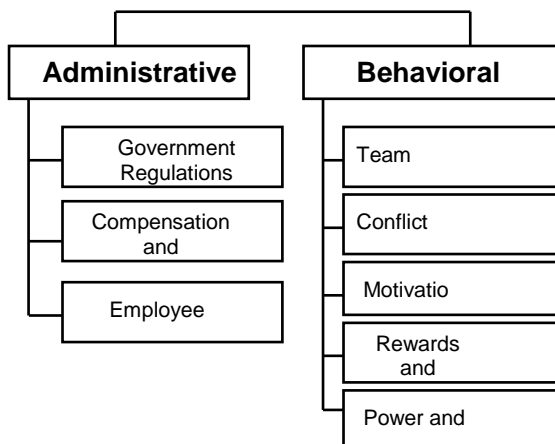 Administrative
Government
Regulations
Compensation
and
Employee
Behavioral
Team
Conflict
Motivatio
Rewards
and
Power and